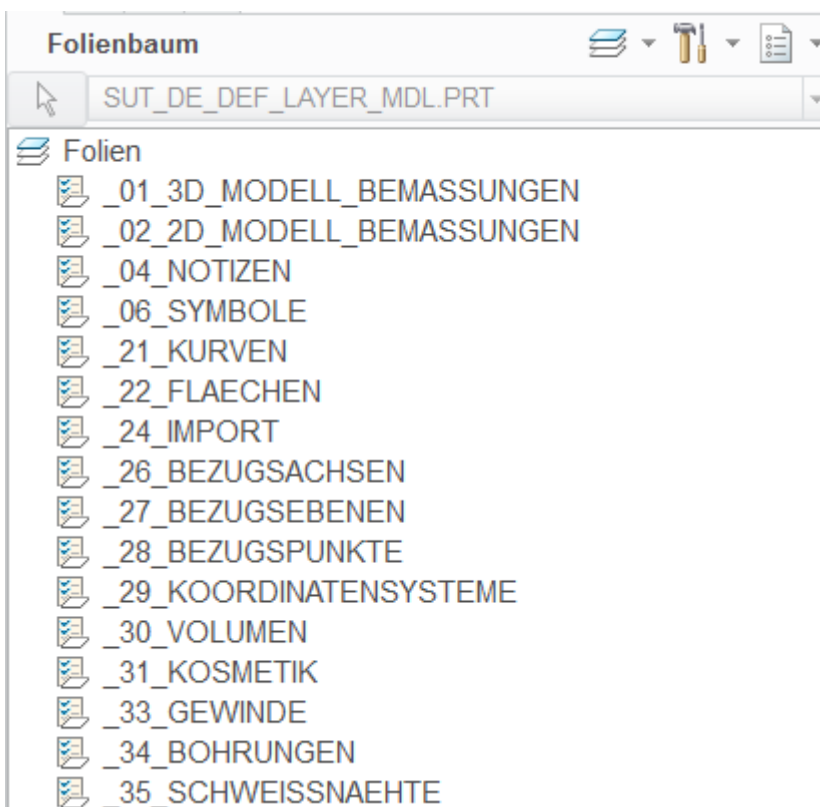 Folienbaum
SUT_DE_DEF_LAYER_MDL.PRT
Folien
_01_3D_MODELL_BEMASSUNGEN
_02_2D_MODELL_BEMASSUNGEN
_04_NOTIZEN
_06_SYMBOLE
_21_KURVEN
_22_FLAECHEN
_24_IMPORT
_26_BEZUGSACHSEN
_27_BEZUGSEBENEN
_28_BEZUGSPUNKTE
_29_KOORDINATENSYSTEME
_30_VOLUMEN
_31_KOSMETIK
_33_GEWINDE
_34_BOHRUNGEN
_35_SCHWEISSNAEHTE